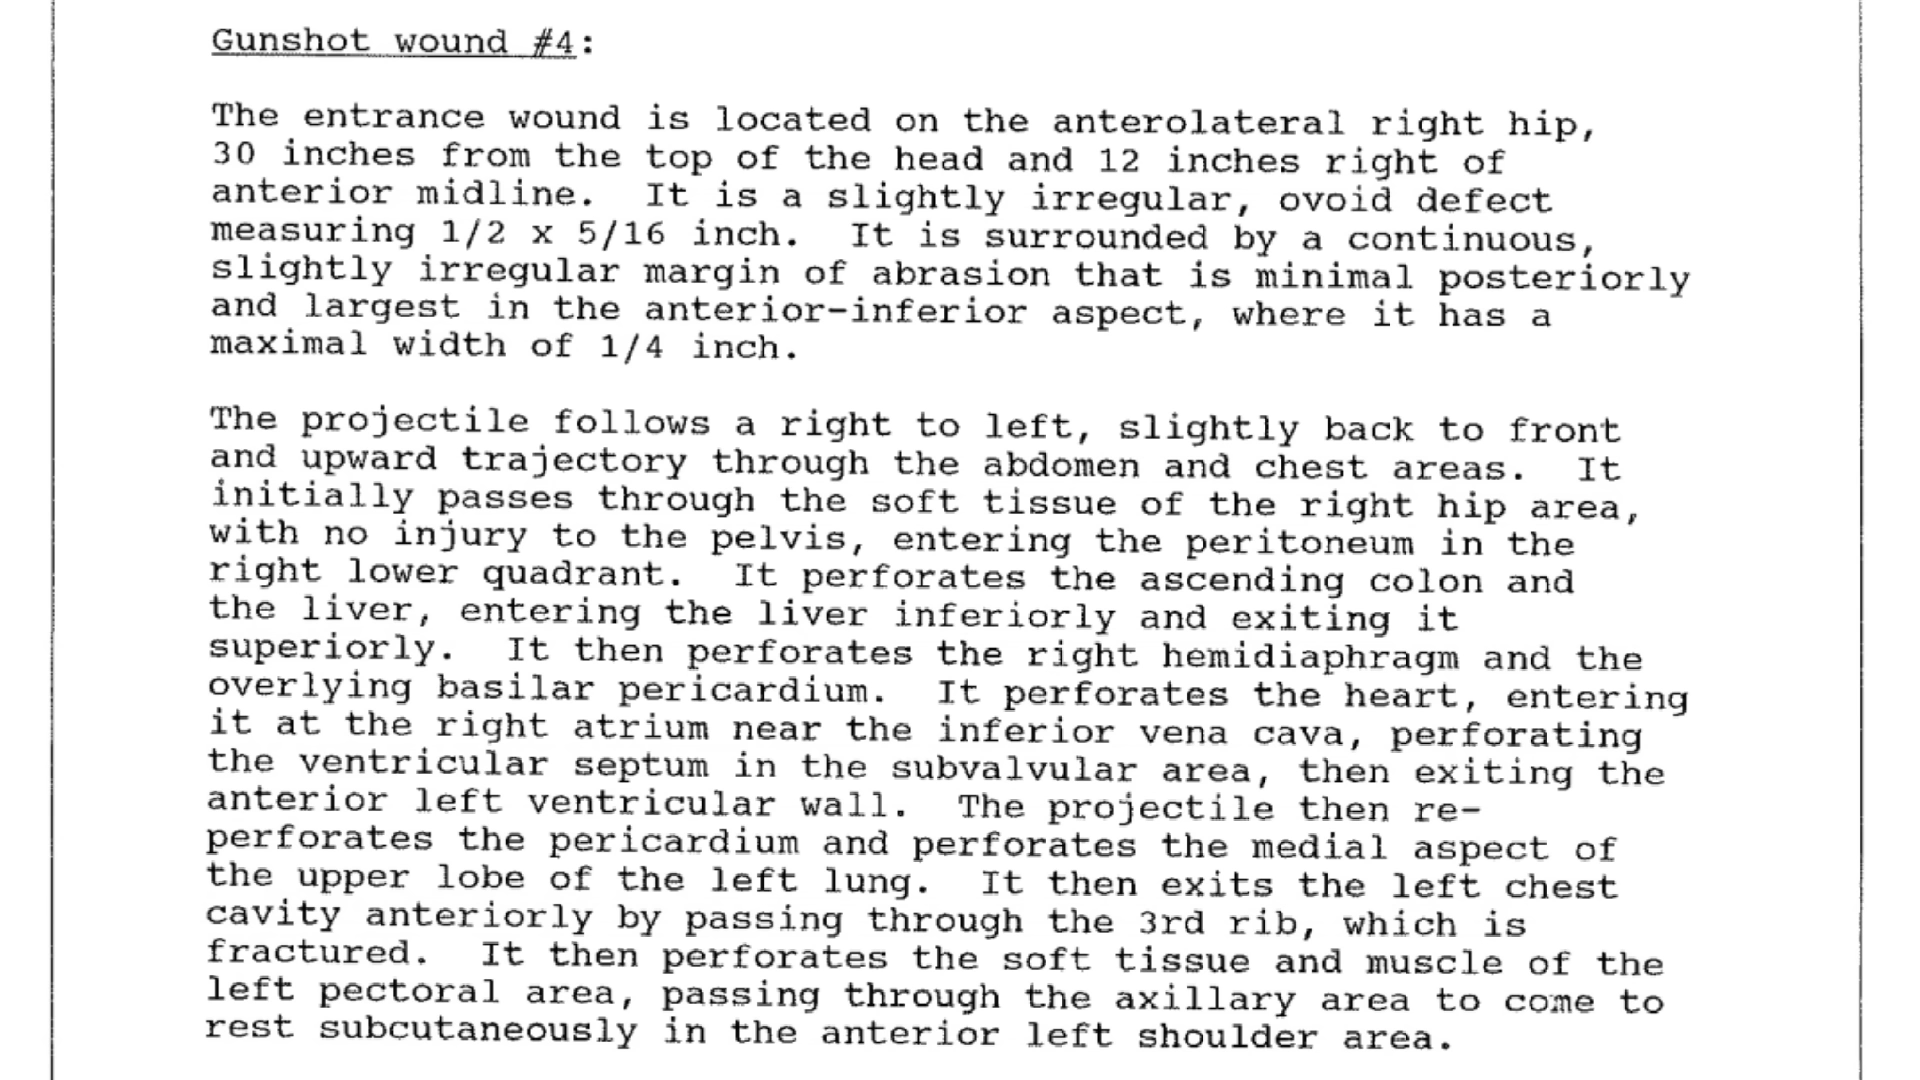 Gunshot wound #4:
The entrance wound is located on the anterolateral right hip,
30 inches from the top of the head and 12 inches right of
anterior midline. It is a slightly irregular, ovoid defect
measuring 1/2 x 5/16 inch. It is surrounded by a continuous,
slightly irregular margin of abrasion that is minimal posteriorly
and largest in the anterior-inferior aspect, where it has a
maximal width of 1/4 inch.
The projectile follows a right to left, slightly back to front
and upward trajectory through the abdomen and chest areas. It
initially passes through the soft tissue of the right hip area,
with no injury to the pelvis, entering the peritoneum in the
right lower quadrant. It perforates the ascending colon and
the liver, entering the liver inferiorly and exiting it
superiorly. It then perforates the right hemidiaphragm and the
overlying basilar pericardium. It perforates the heart, entering
it at the right atrium near the inferior vena cava, perforating
the ventricular septum in the subvalvular area, then exiting the
anterior left ventricular wall. The projectile then re-
perforates the pericardium and perforates the medial aspect of
the upper lobe of the left lung. It then exits the left chest
cavity anteriorly by passing through the 3rd rib, which is
fractured. It then perforates the soft tissue and muscle of the
left pectoral area, passing through the axillary area to come to
rest subcutaneously in the anterior left shoulder area.